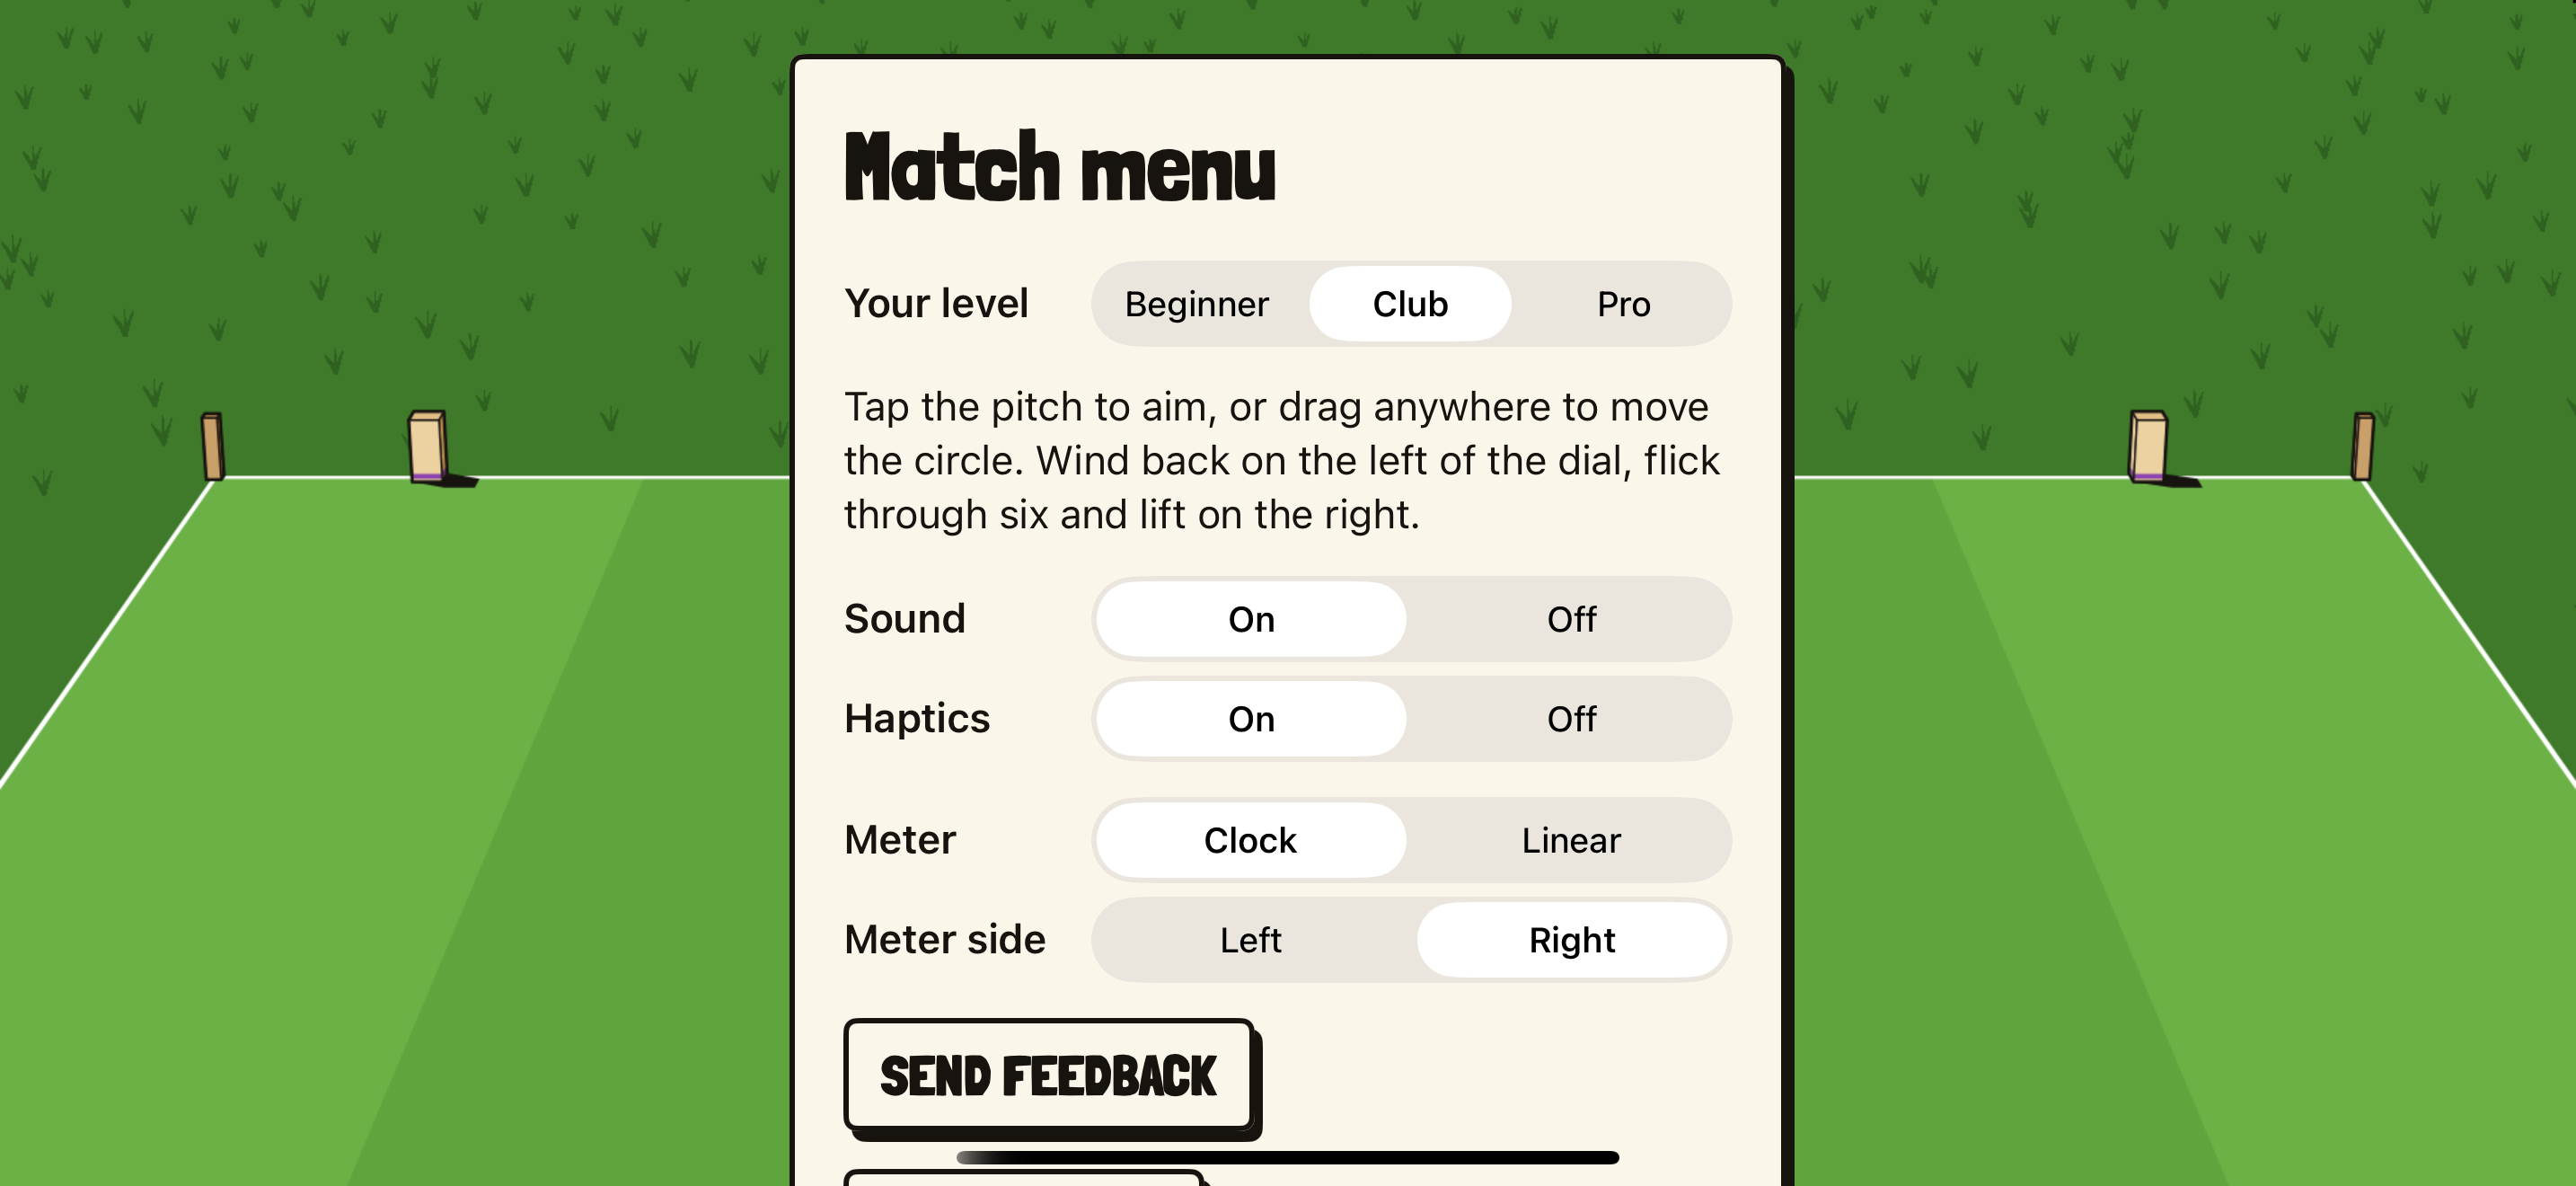 Match menu
Your level Beginner Club Pro
Tap the pitch to aim, or drag anywhere to move
the circle. Wind back on the left of the dial, flick
through six and lift on the right.
Sound On Off
Haptics On Off
Meter Clock Linear
Meter side Left Right
SEND FEEDBACK